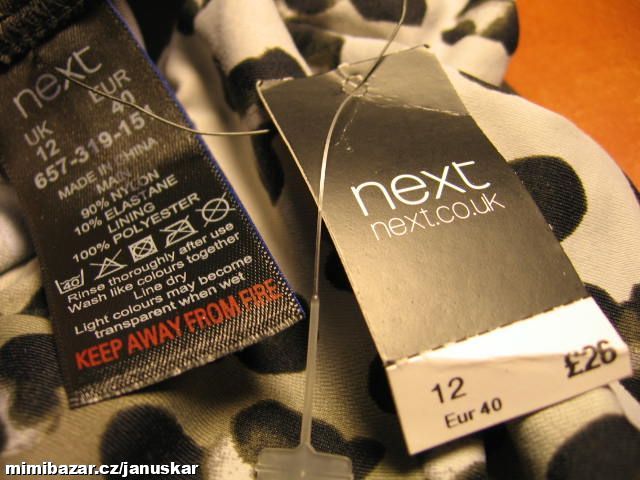 next
UK EUR
12 40
657-319-15
MADE IN CHINA
MAIN
90% NYLON
10% ELASTANE
LINING
100% POLYESTER
40
Rinse thoroughly after use
Wash like colours together
Line dry
Light colours may become
transparent when wet
KEEP AWAY FROM FIRE
next
next.co.uk
12
Eur 40
£26
mimibazar.cz/januskar